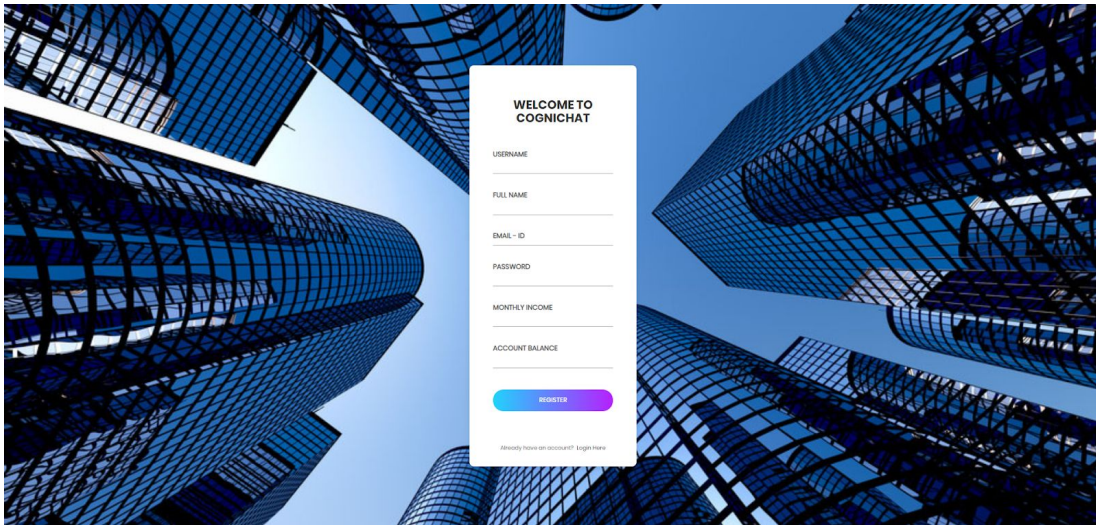 WELCOME TO
COGNICHAT
USERNAME
FULL NAME
EMAIL - ID
PASSWORD
MONTHLY INCOME
ACCOUNT BALANCE
REGISTER
Already have an account? Login Here